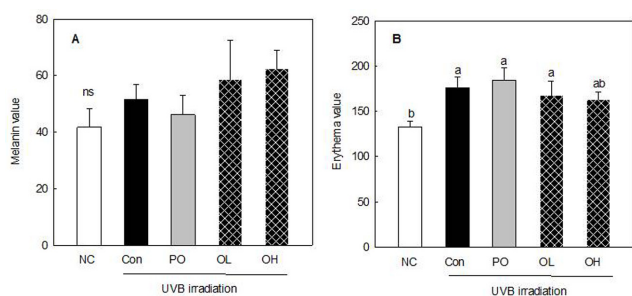 A
Melanin value
80
60
40
20
0
ns
NC Con PO OL OH
UVB irradiation
B
Erythema value
250
200
150
100
50
0
b a a a ab
NC Con PO OL OH
UVB irradiation